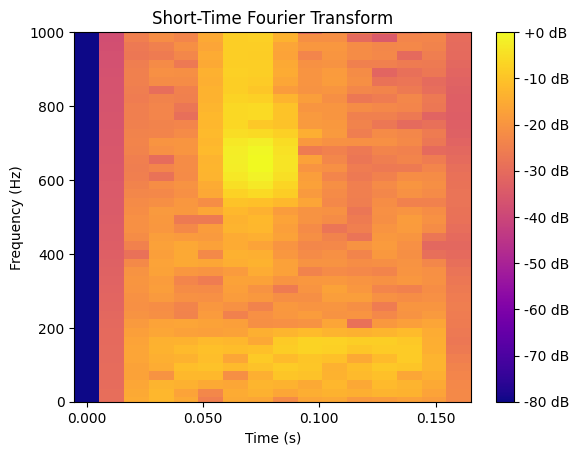 Short-Time Fourier Transform
Frequency (Hz)
1000
800
600
400
200
0
0.000
0.050
0.100
0.150
Time (s)
+0 dB
-10 dB
-20 dB
-30 dB
-40 dB
-50 dB
-60 dB
-70 dB
-80 dB